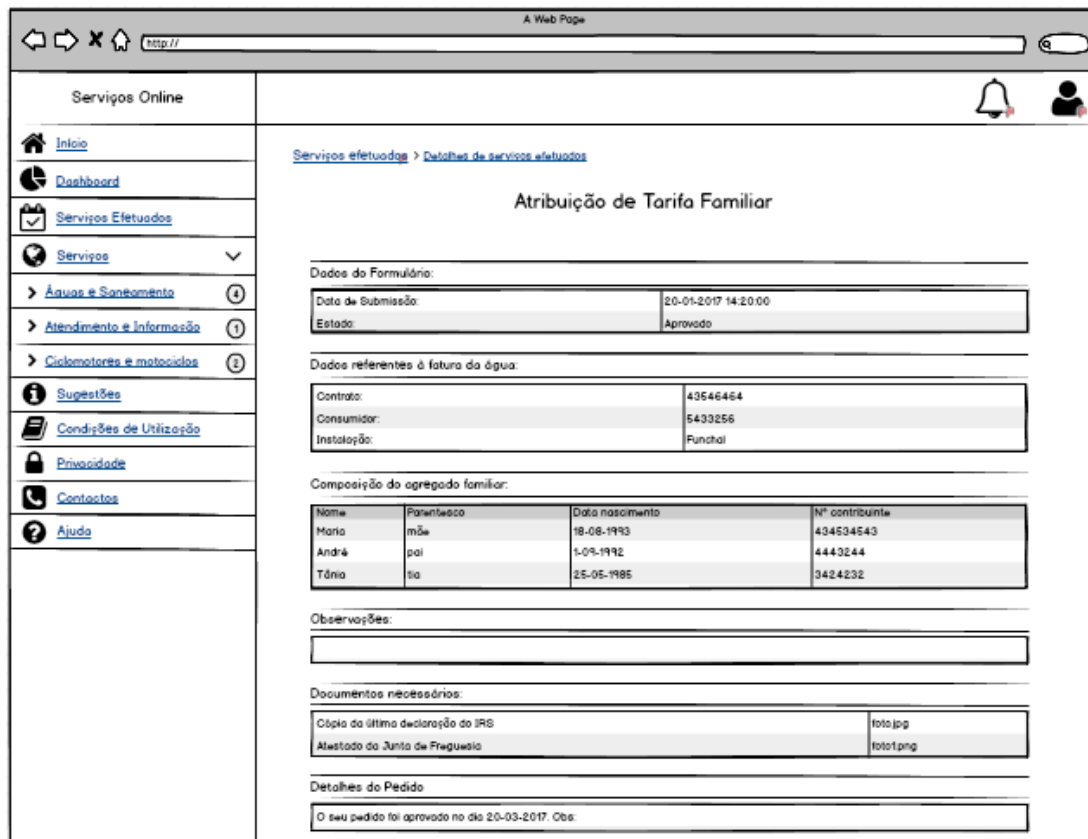 A Web Page
http://
Serviços Online
Início
Dashboard
Serviços Efetuados
Serviços
Águas e Saneamento 4
Atendimento e Informação 1
Ciclomotores e motociclos 2
Sugestões
Condições de Utilização
Privacidade
Contactos
Ajuda
Serviços efetuados > Detalhes de serviços efetuados
Atribuição de Tarifa Familiar
Dados do Formulário:
Data de Submissão: 20-01-2017 14:20:00
Estado: Aprovado
Dados referentes à fatura da água:
Contrato: 43546464
Consumidor: 5433256
Instalação: Funchal
Composição do agregado familiar:
Nome Parentesco Data nascimento Nº contribuinte
Maria mãe 18-08-1993 434534543
André pai 1-09-1992 4443244
Tânia tia 25-05-1985 3424232
Observações:
Documentos necessários:
Cópia da última declaração do IRS foto.jpg
Atestado da Junta de Freguesia foto1.png
Detalhes do Pedido
O seu pedido foi aprovado no dia 20-03-2017. Obs: